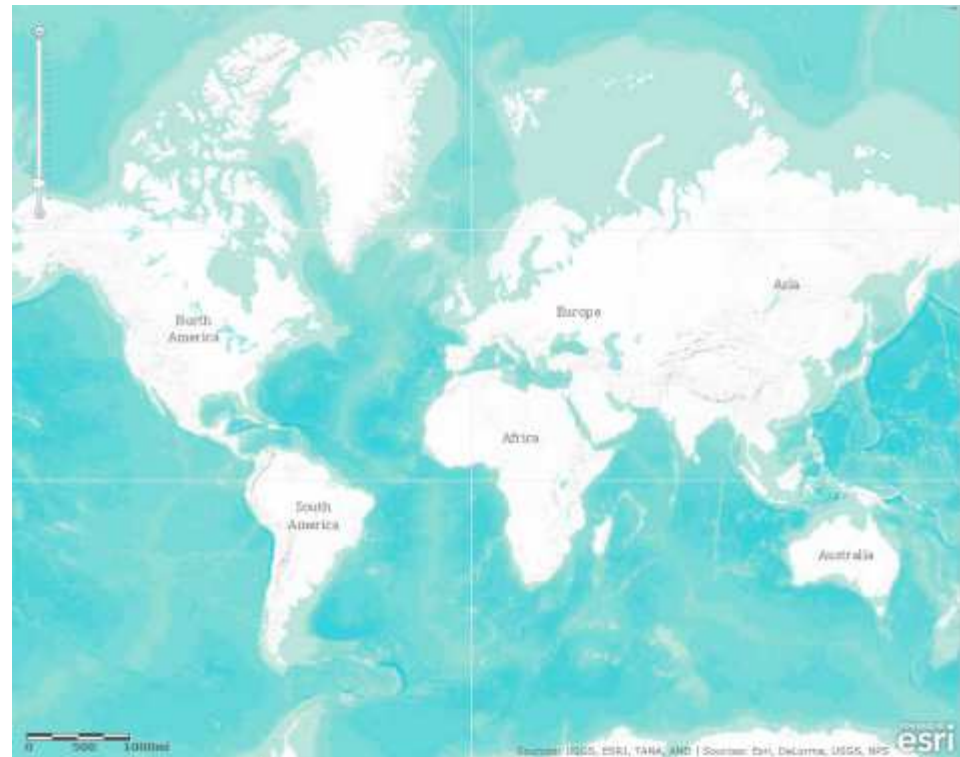 North
America
Europe
Asia
Africa
South
America
Australia
0 500 1000mi
Sources: USGS, ESRI, TANA, AND | Sources: Esri, DeLorme, USGS, NPS
esri